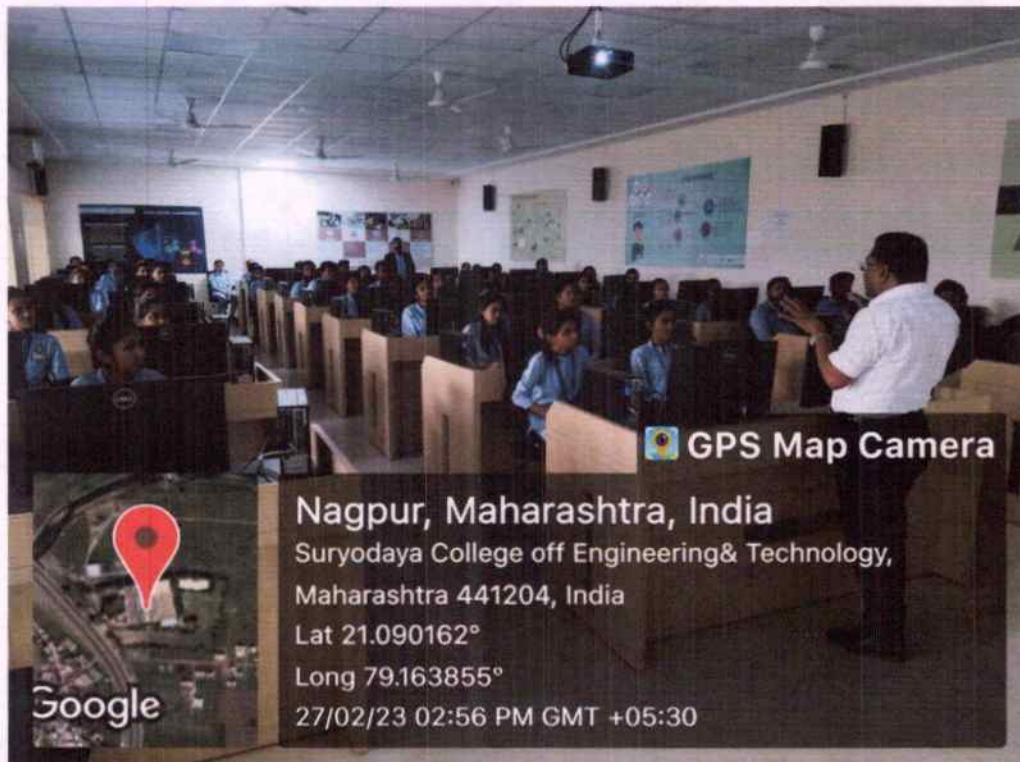 GPS Map Camera
Nagpur, Maharashtra, India
Suryodaya College off Engineering& Technology,
Maharashtra 441204, India
Lat 21.090162°
Long 79.163855°
27/02/23 02:56 PM GMT +05:30
Google